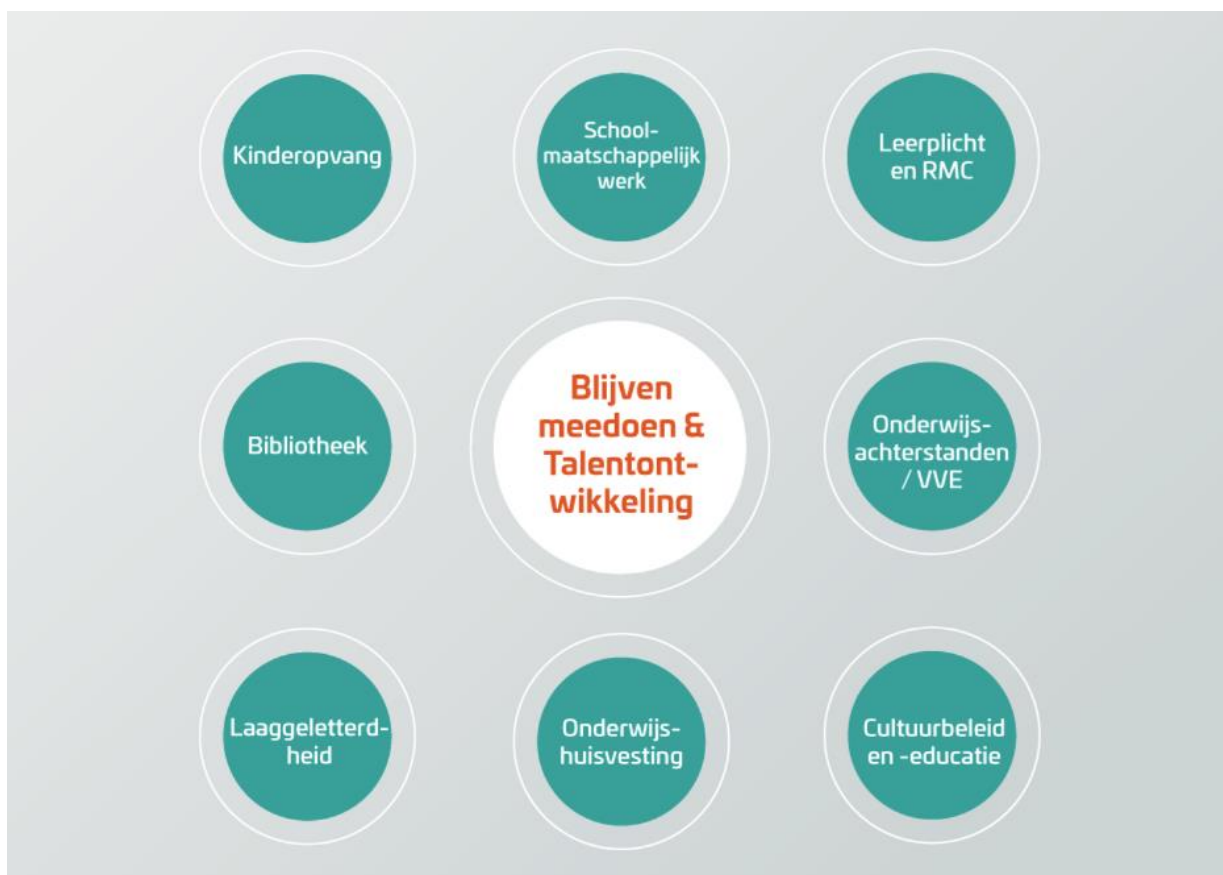 Kinderopvang
School-
maatschappelijk
werk
Leerplicht
en RMC
Bibliotheek
Blijven
meedoen &
Talentont-
wikkeling
Onderwijs-
achterstanden
/ VVE
Laaggeletterd-
heid
Onderwijs-
huisvesting
Cultuurbeleid
en -educatie